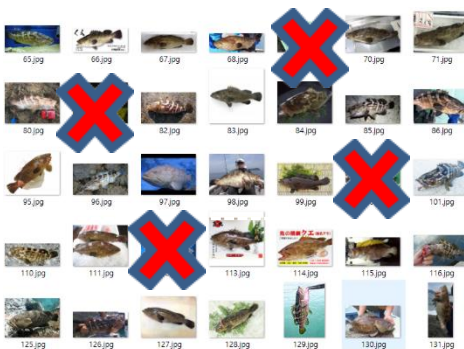 65.jpg 66.jpg 67.jpg 68.jpg 70.jpg 71.jpg
80.jpg 82.jpg 83.jpg 84.jpg 85.jpg 86.jpg
95.jpg 96.jpg 97.jpg 98.jpg 99.jpg 101.jpg
クエ
110.jpg 111.jpg 113.jpg 114.jpg 115.jpg 116.jpg
125.jpg 126.jpg 127.jpg 128.jpg 129.jpg 130.jpg 131.jpg